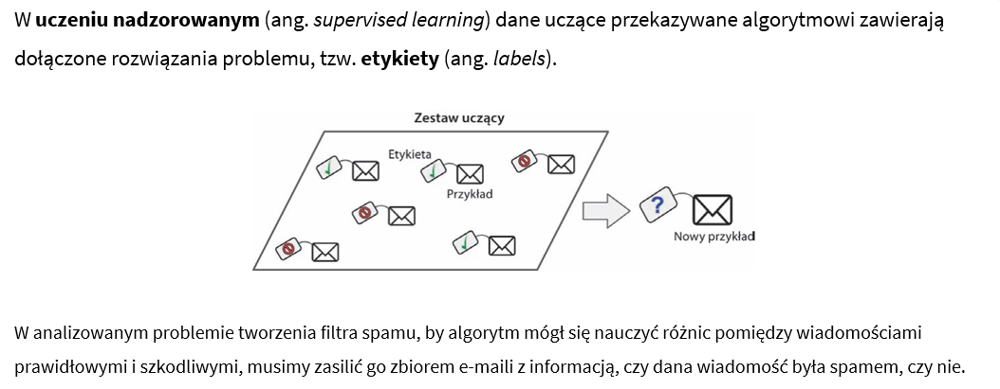 W uczeniu nadzorowanym (ang. supervised learning) dane uczące przekazywane algorytmowi zawierają
dołączone rozwiązania problemu, tzw. etykiety (ang. labels).
Zestaw uczący
Etykieta
Przykład
?
Nowy przykład
W analizowanym problemie tworzenia filtra spamu, by algorytm mógł się nauczyć różnic pomiędzy wiadomościami
prawidłowymi i szkodliwymi, musimy zasilić go zbiorem e-maili z informacją, czy dana wiadomość była spamem, czy nie.